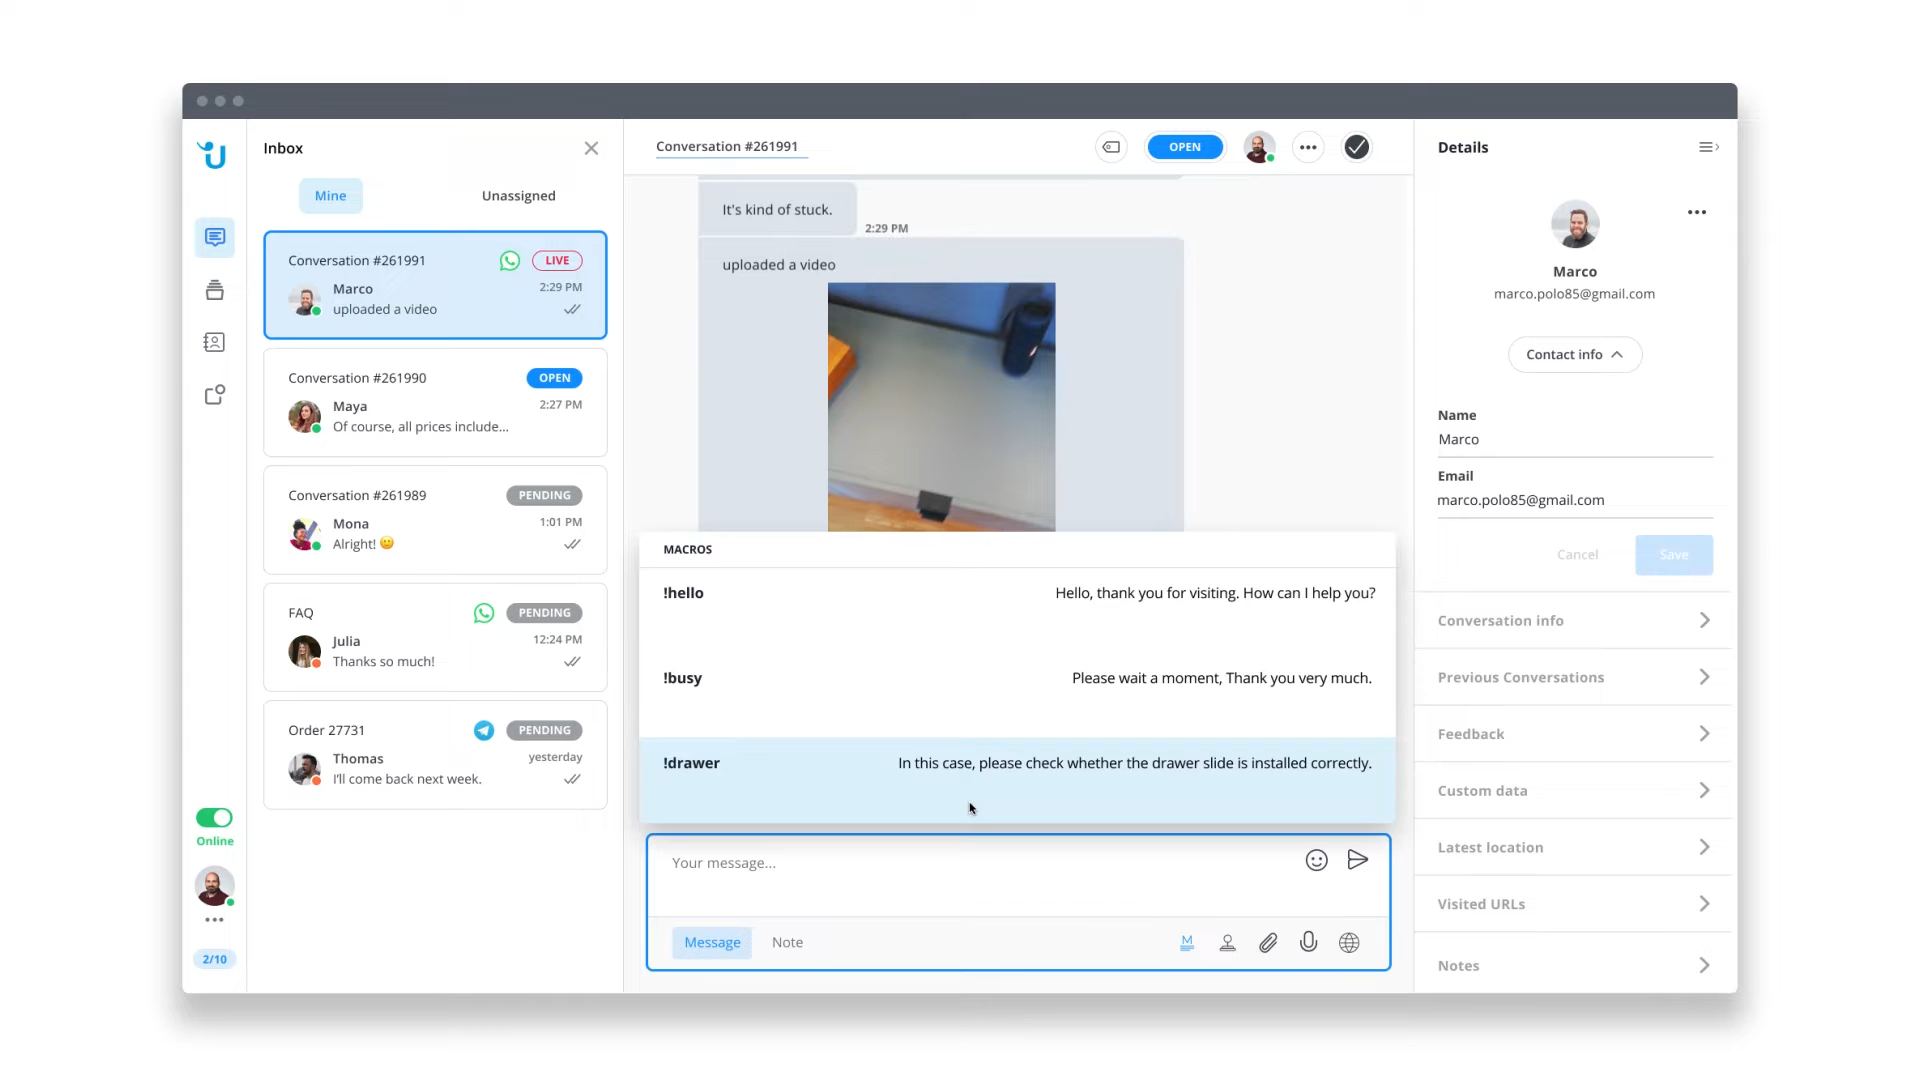 Inbox
Mine
Unassigned
Conversation #261991
LIVE
Marco
2:29 PM
uploaded a video
Conversation #261990
OPEN
Maya
2:27 PM
Of course, all prices include...
Conversation #261989
PENDING
Mona
1:01 PM
Alright!
FAQ
PENDING
Julia
12:24 PM
Thanks so much!
Order 27731
PENDING
Thomas
yesterday
I'll come back next week.
Online
2/10
Conversation #261991
OPEN
It's kind of stuck.
2:29 PM
uploaded a video
MACROS
!hello
Hello, thank you for visiting. How can I help you?
!busy
Please wait a moment, Thank you very much.
!drawer
In this case, please check whether the drawer slide is installed correctly.
Your message...
Message
Note
M
Details
Marco
marco.polo85@gmail.com
Contact info
Name
Marco
Email
marco.polo85@gmail.com
Cancel
Save
Conversation info
Previous Conversations
Feedback
Custom data
Latest location
Visited URLs
Notes